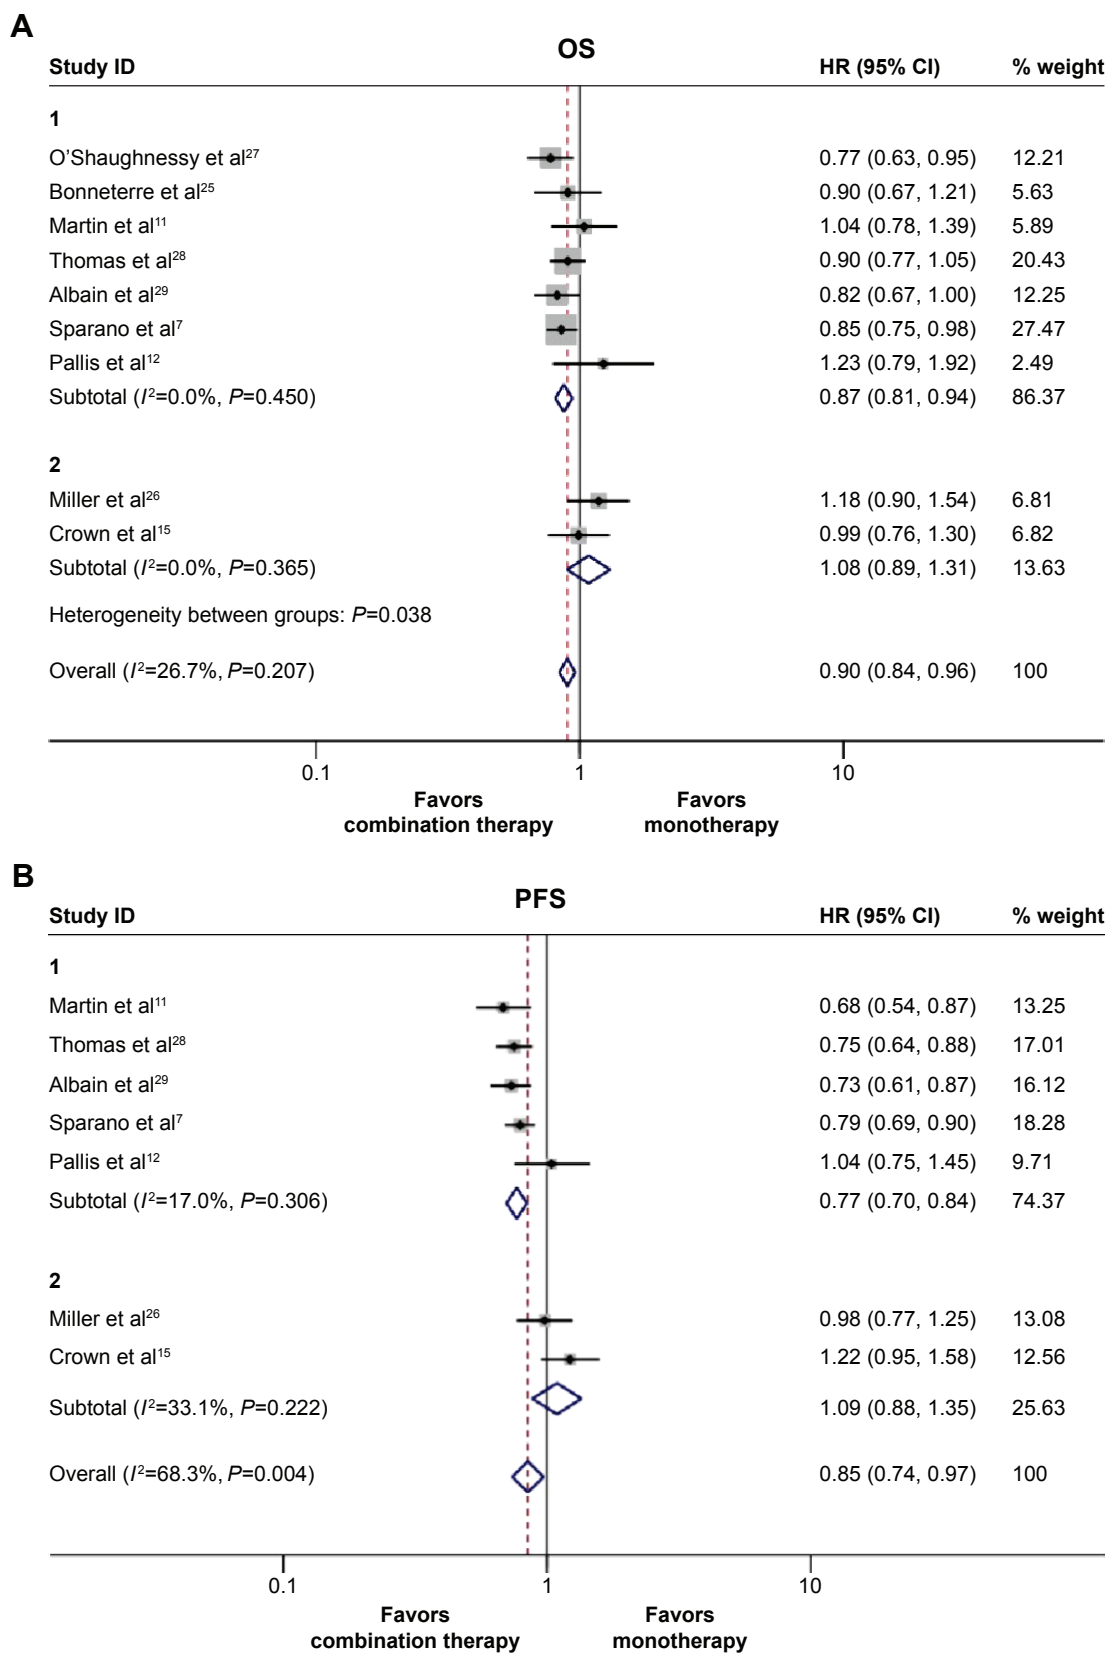 A
OS
Study ID HR (95% CI) % weight
1
O'Shaughnessy et al27 0.77 (0.63, 0.95) 12.21
Bonneterre et al25 0.90 (0.67, 1.21) 5.63
Martin et al11 1.04 (0.78, 1.39) 5.89
Thomas et al28 0.90 (0.77, 1.05) 20.43
Albain et al29 0.82 (0.67, 1.00) 12.25
Sparano et al7 0.85 (0.75, 0.98) 27.47
Pallis et al12 1.23 (0.79, 1.92) 2.49
Subtotal (I2=0.0%, P=0.450) 0.87 (0.81, 0.94) 86.37
2
Miller et al26 1.18 (0.90, 1.54) 6.81
Crown et al15 0.99 (0.76, 1.30) 6.82
Subtotal (I2=0.0%, P=0.365) 1.08 (0.89, 1.31) 13.63
Heterogeneity between groups: P=0.038
Overall (I2=26.7%, P=0.207) 0.90 (0.84, 0.96) 100
0.1 1 10
Favors Favors
combination therapy monotherapy
B
PFS
Study ID HR (95% CI) % weight
1
Martin et al11 0.68 (0.54, 0.87) 13.25
Thomas et al28 0.75 (0.64, 0.88) 17.01
Albain et al29 0.73 (0.61, 0.87) 16.12
Sparano et al7 0.79 (0.69, 0.90) 18.28
Pallis et al12 1.04 (0.75, 1.45) 9.71
Subtotal (I2=17.0%, P=0.306) 0.77 (0.70, 0.84) 74.37
2
Miller et al26 0.98 (0.77, 1.25) 13.08
Crown et al15 1.22 (0.95, 1.58) 12.56
Subtotal (I2=33.1%, P=0.222) 1.09 (0.88, 1.35) 25.63
Overall (I2=68.3%, P=0.004) 0.85 (0.74, 0.97) 100
0.1 1 10
Favors Favors
combination therapy monotherapy